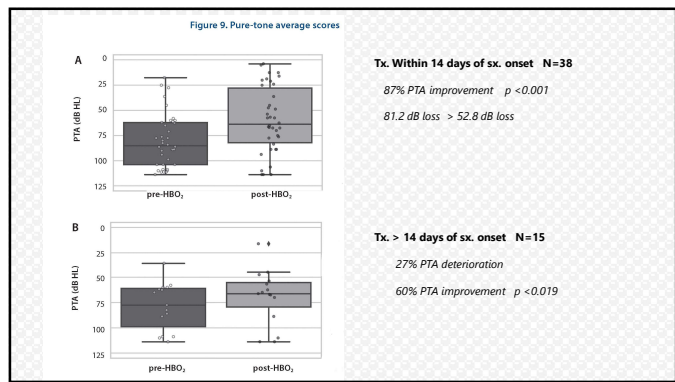 Figure 9. Pure-tone average scores
A
PTA (dB HL)
0
25
50
75
100
125
pre-HBO₂
post-HBO₂
Tx. Within 14 days of sx. onset N=38
87% PTA improvement p <0.001
81.2 dB loss > 52.8 dB loss
B
PTA (dB HL)
0
25
50
75
100
125
pre-HBO₂
post-HBO₂
Tx. > 14 days of sx. onset N=15
27% PTA deterioration
60% PTA improvement p <0.019